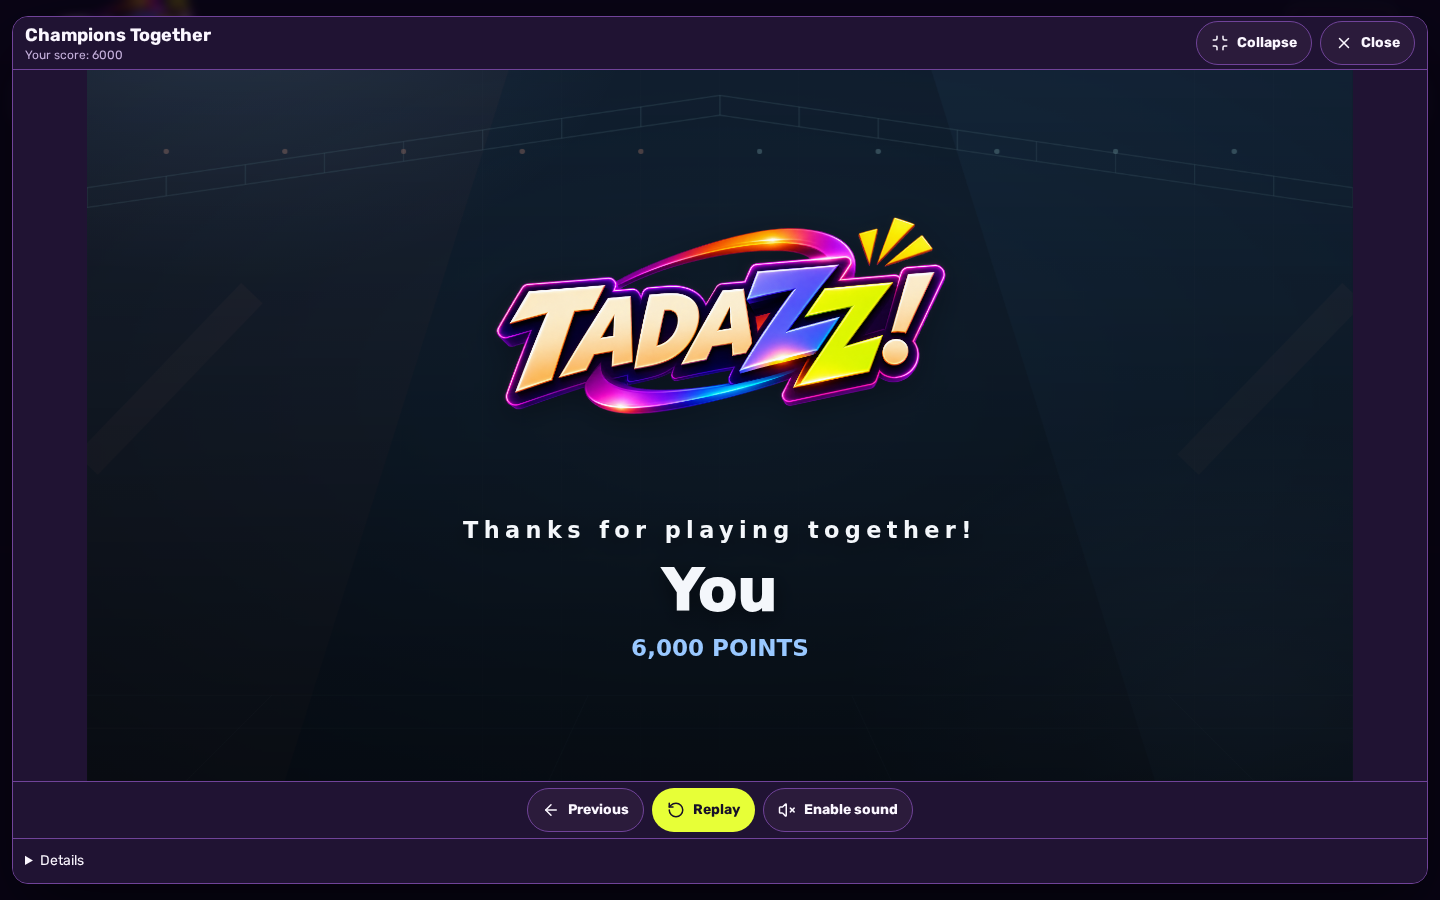 Champions Together
Your score: 6000
Collapse
Close
TADAZZ!
Thanks for playing together!
You
6,000 POINTS
Previous
Replay
Enable sound
Details